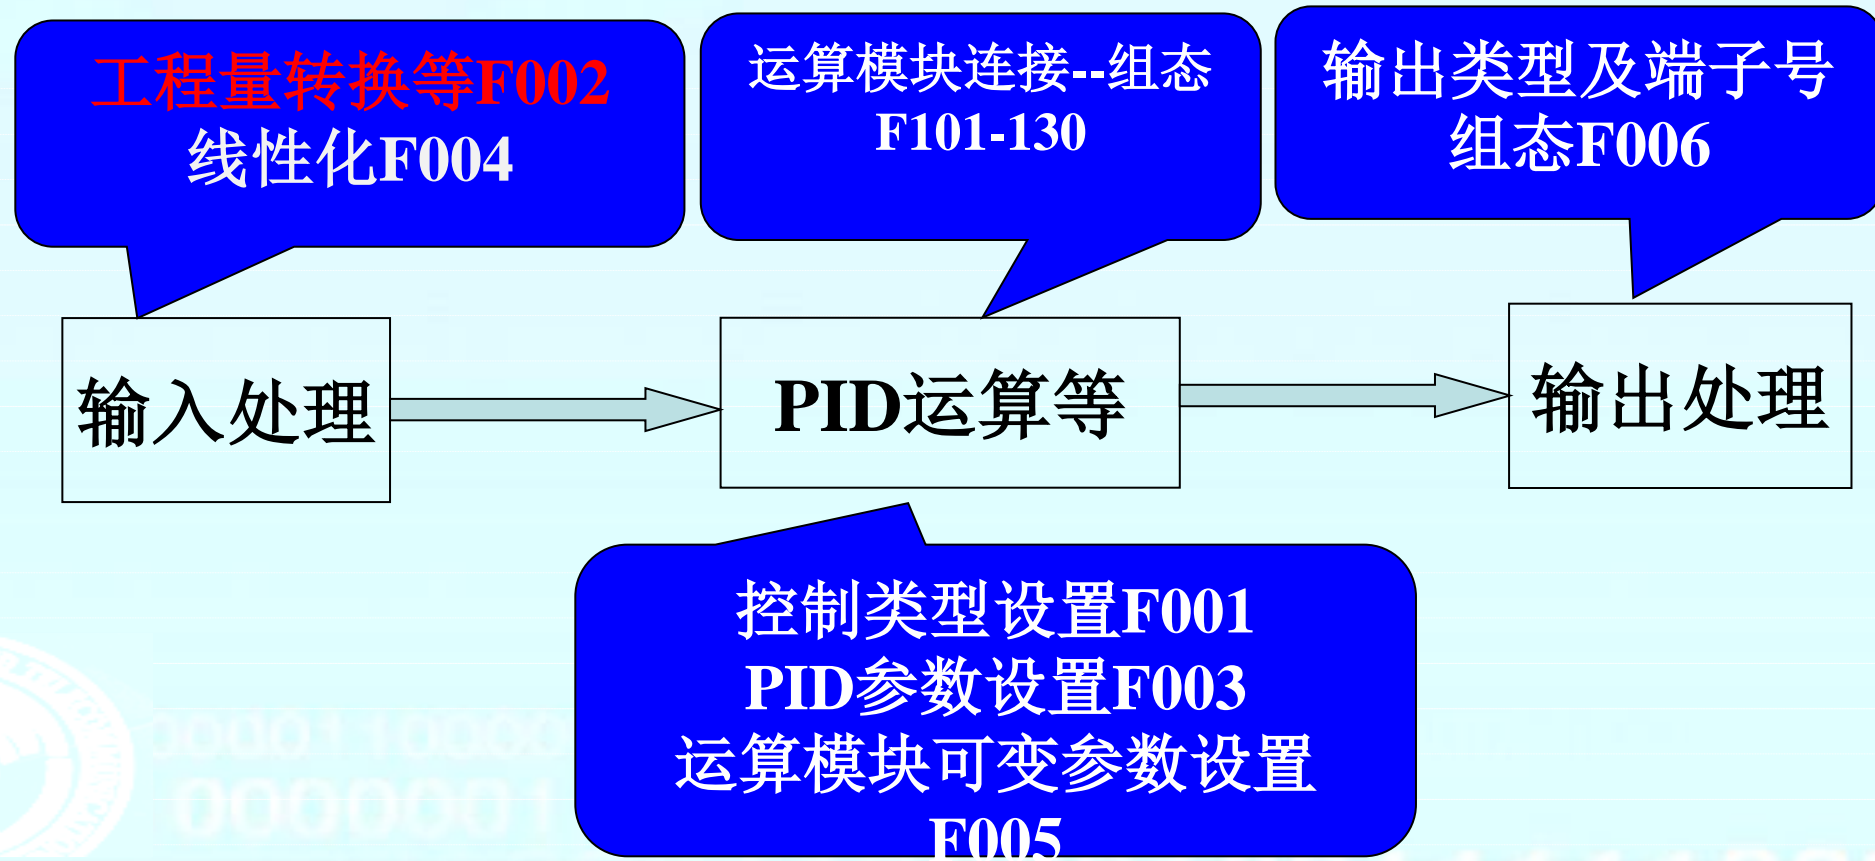 工程量转换等F002
线性化F004
运算模块连接--组态
F101-130
输出类型及端子号
组态F006
输入处理
PID运算等
输出处理
控制类型设置F001
PID参数设置F003
运算模块可变参数设置
F005